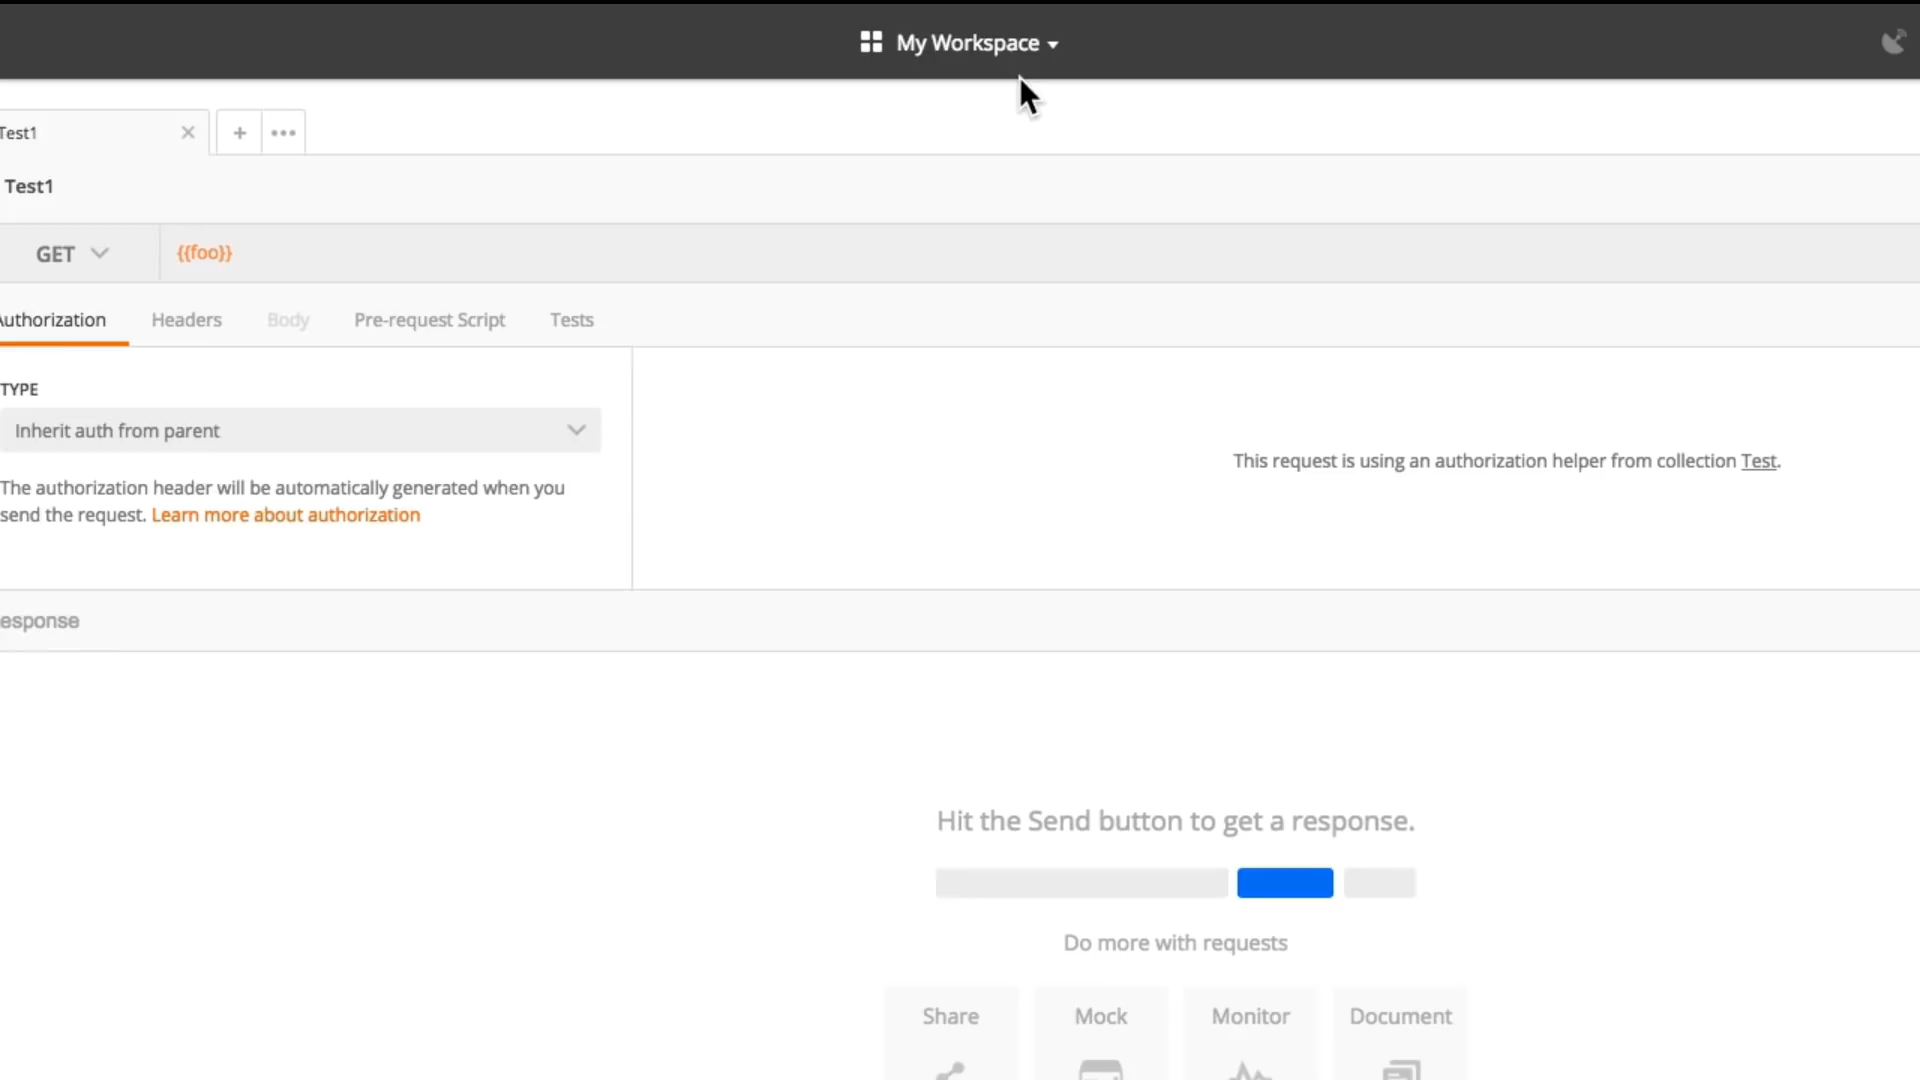 My Workspace
Test1
+ •••
Test1
GET {{foo}}
Authorization Headers Body Pre-request Script Tests
TYPE
Inherit auth from parent
The authorization header will be automatically generated when you
send the request. Learn more about authorization
This request is using an authorization helper from collection Test.
esponse
Hit the Send button to get a response.
Do more with requests
Share Mock Monitor Document